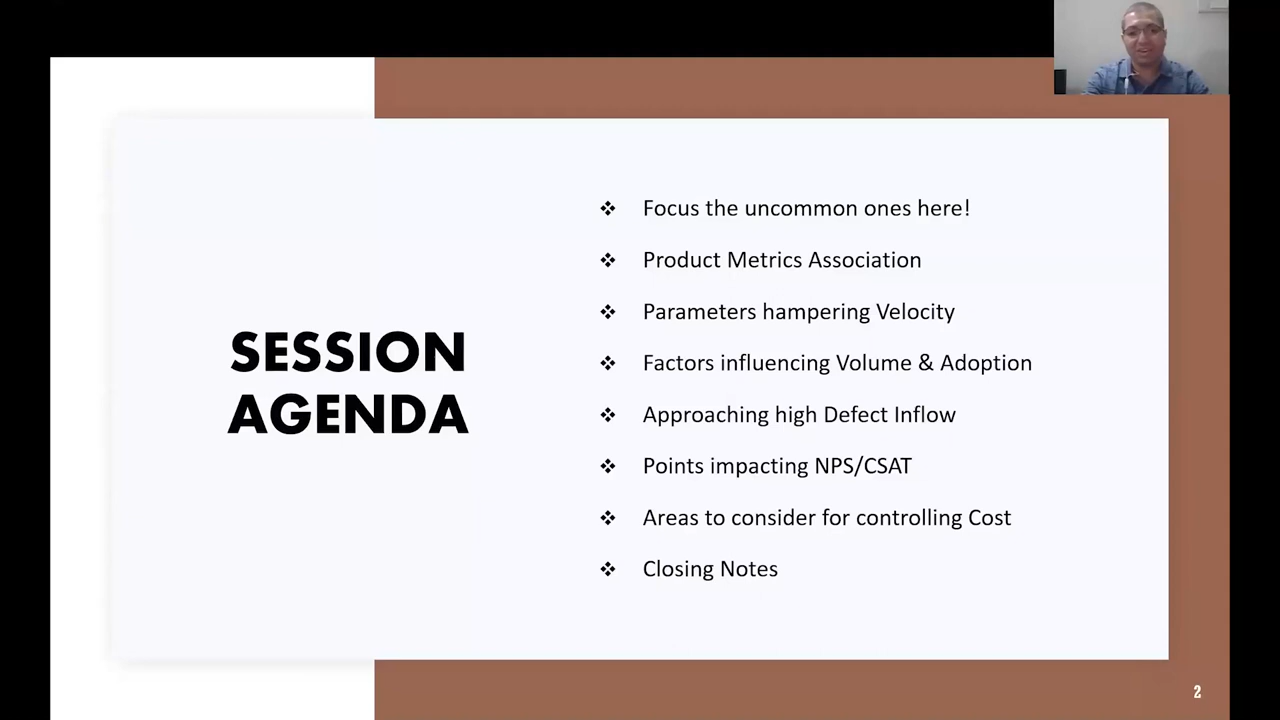 SESSION
AGENDA
❖ Focus the uncommon ones here!
❖ Product Metrics Association
❖ Parameters hampering Velocity
❖ Factors influencing Volume & Adoption
❖ Approaching high Defect Inflow
❖ Points impacting NPS/CSAT
❖ Areas to consider for controlling Cost
❖ Closing Notes
2